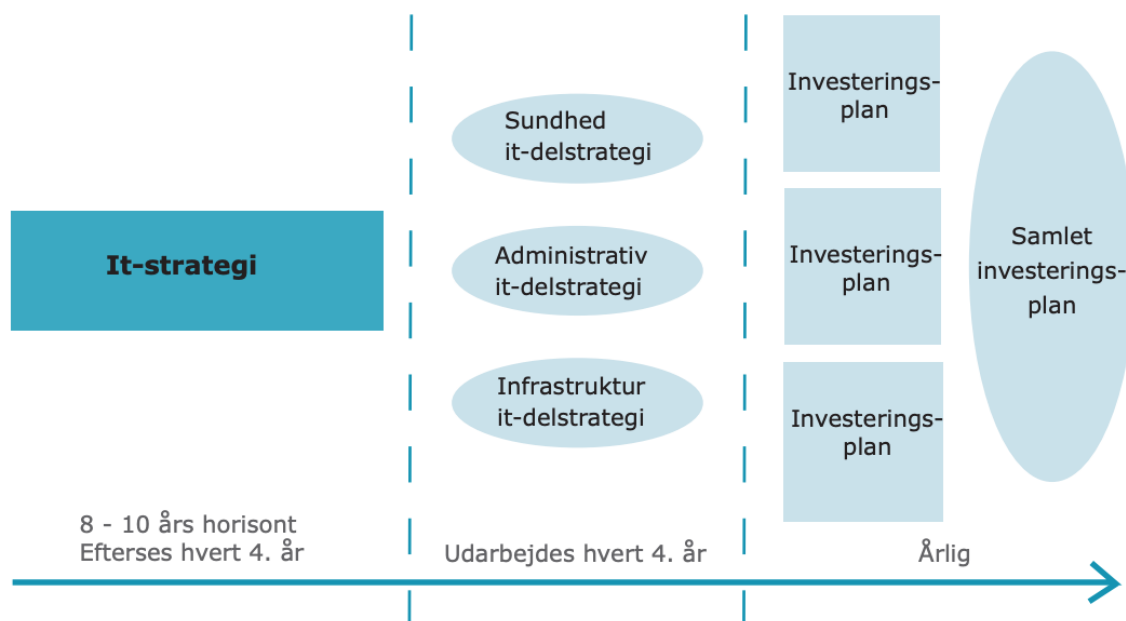 It-strategi
8 - 10 års horisont
Efterses hvert 4. år
Sundhed
it-delstrategi
Administrativ
it-delstrategi
Infrastruktur
it-delstrategi
Udarbejdes hvert 4. år
Investerings-
plan
Investerings-
plan
Investerings-
plan
Samlet
investerings-
plan
Årlig